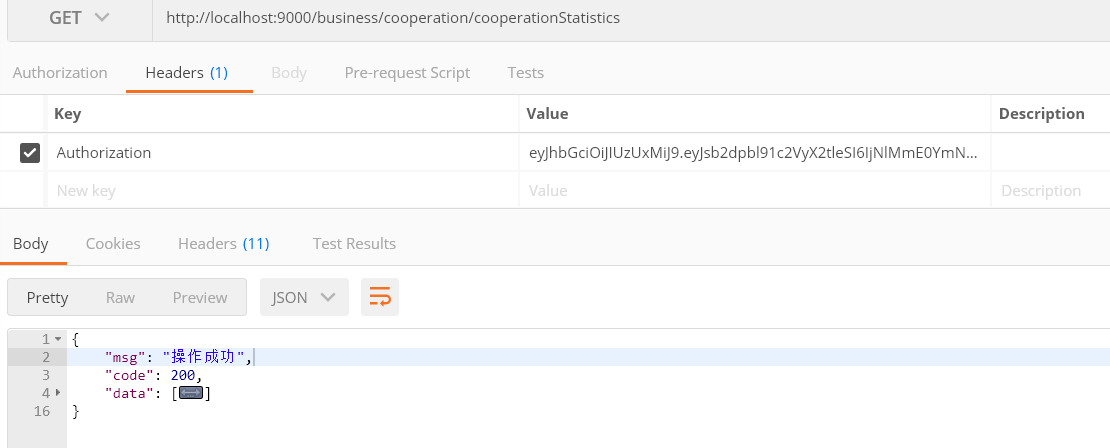 GET http://localhost:9000/business/cooperation/cooperationStatistics
Authorization Headers (1) Body Pre-request Script Tests
Key Value Description
Authorization eyJhbGciOiJIUzUxMiJ9.eyJsb2dpbl91c2VyX2tleSI6IjNlMmE0YmN...
New key Value Description
Body Cookies Headers (11) Test Results
Pretty Raw Preview JSON
1 {
2 "msg": "操作成功",
3 "code": 200,
4 "data": []
16 }